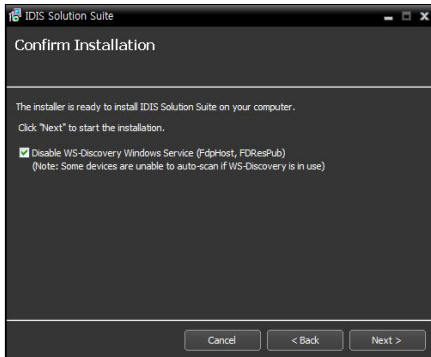 IDIS Solution Suite
Confirm Installation
The installer is ready to install IDIS Solution Suite on your computer.
Click "Next" to start the installation.
Disable WS-Discovery Windows Service (FdpHost, FDResPub)
(Note: Some devices are unable to auto-scan if WS-Discovery is in use)
Cancel
< Back
Next >